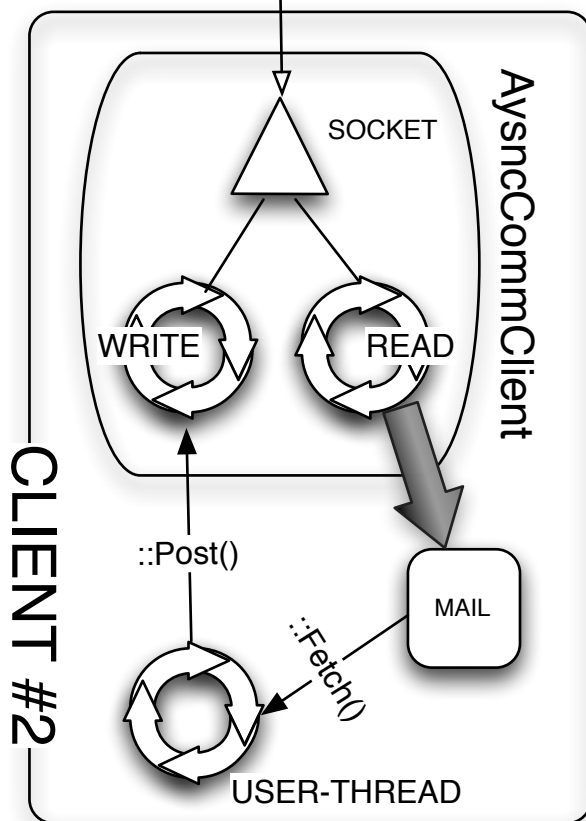 SOCKET
AysncCommClient
WRITE
READ
::Post()
MAIL
::Fetch()
CLIENT #2
USER-THREAD